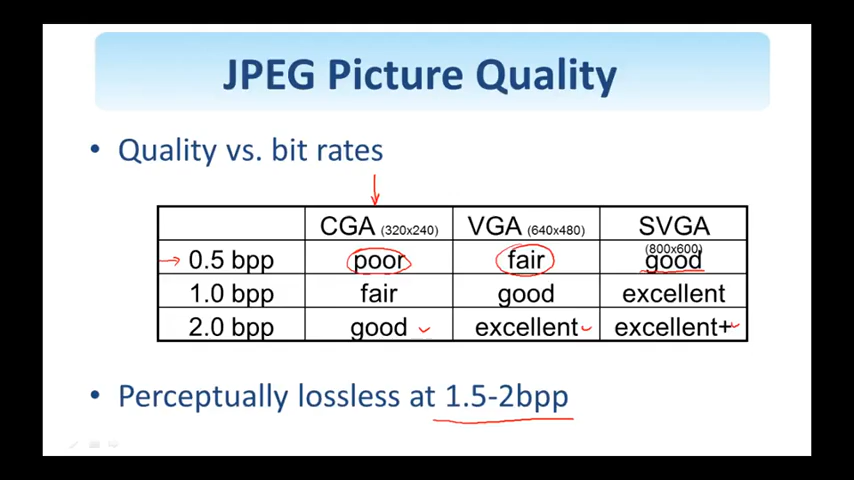 JPEG Picture Quality
• Quality vs. bit rates
CGA (320x240) VGA (640x480) SVGA (800x600)
0.5 bpp poor fair good
1.0 bpp fair good excellent
2.0 bpp good excellent excellent+
• Perceptually lossless at 1.5-2bpp